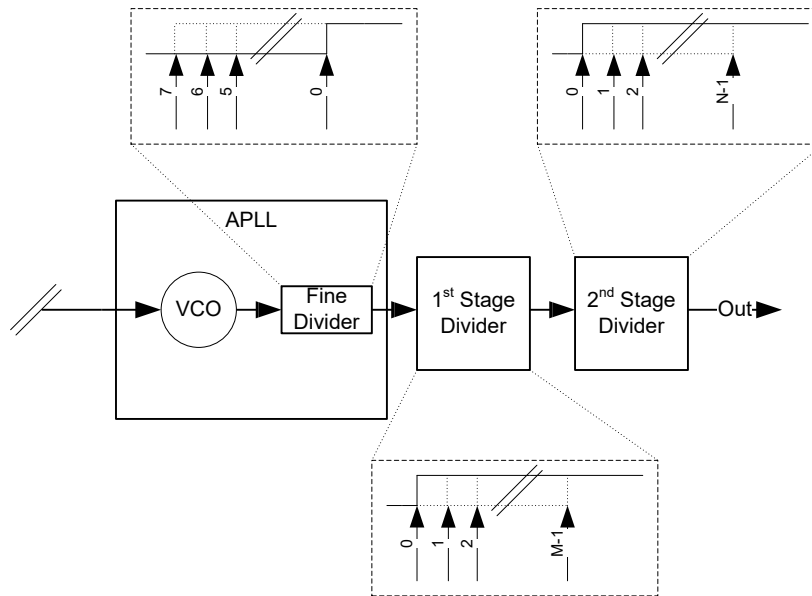 7
6
5
0
0
1
2
N-1
APLL
VCO
Fine
Divider
1st Stage
Divider
2nd Stage
Divider
Out
0
1
2
M-1